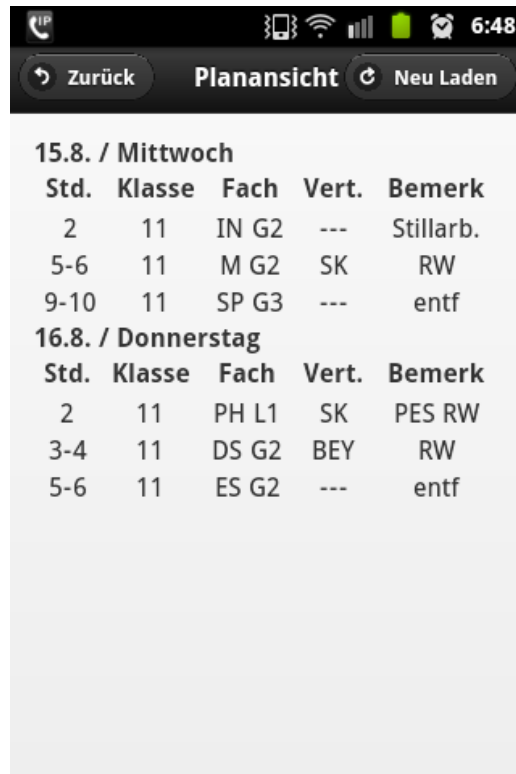 IP 6:48
Zurück Planansicht Neu Laden
15.8. / Mittwoch
Std. Klasse Fach Vert. Bemerk
2 11 IN G2 --- Stillarb.
5-6 11 M G2 SK RW
9-10 11 SP G3 --- entf
16.8. / Donnerstag
Std. Klasse Fach Vert. Bemerk
2 11 PH L1 SK PES RW
3-4 11 DS G2 BEY RW
5-6 11 ES G2 --- entf